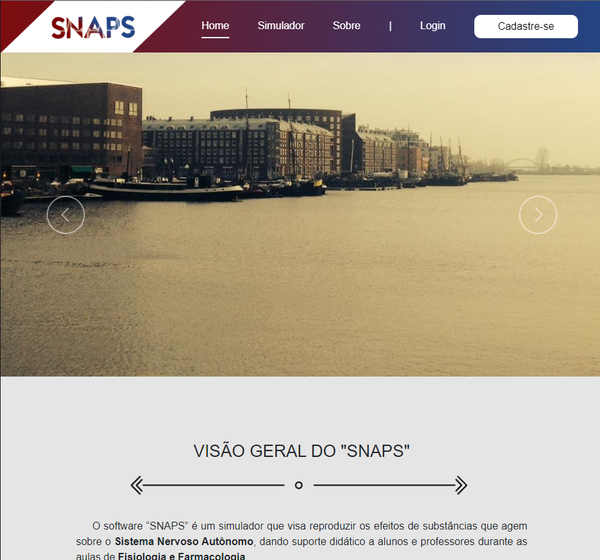 SNAPS
Home Simulador Sobre | Login Cadastre-se
VISÃO GERAL DO "SNAPS"
O software “SNAPS” é um simulador que visa reproduzir os efeitos de substâncias que agem
sobre o Sistema Nervoso Autônomo, dando suporte didático a alunos e professores durante as
aulas de Fisiologia e Farmacologia.